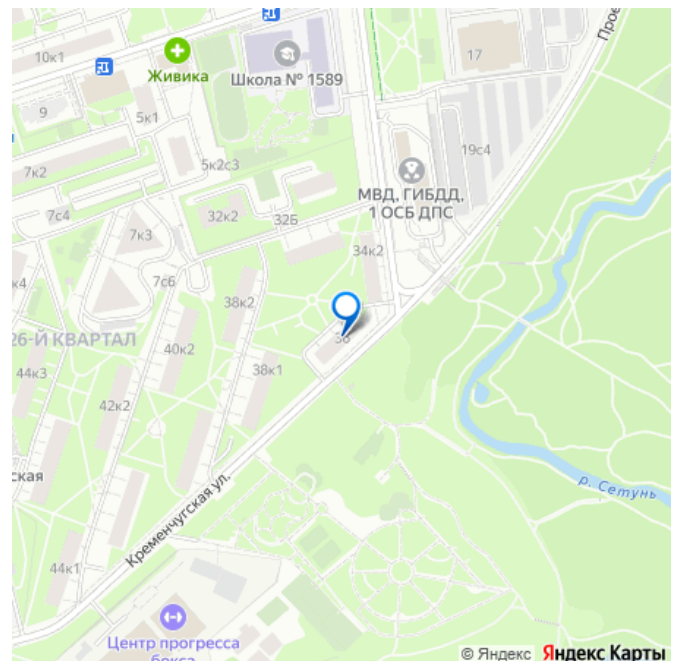 10к1
Живика
Школа № 1589
17
Прое
9
5к1
7к2
5к2с3
19с4
МВД, ГИБДД,
1 ОСБ ДПС
7с4
32к2
32Б
7к3
34к2
7с6
к4
38к2
26-Й КВАРТАЛ
40к2
44к3
38к1
42к2
ская
р. Сетунь
Кременчугская ул.
44к1
Центр прогресса
бокса
© Яндекс Яндекс Карты